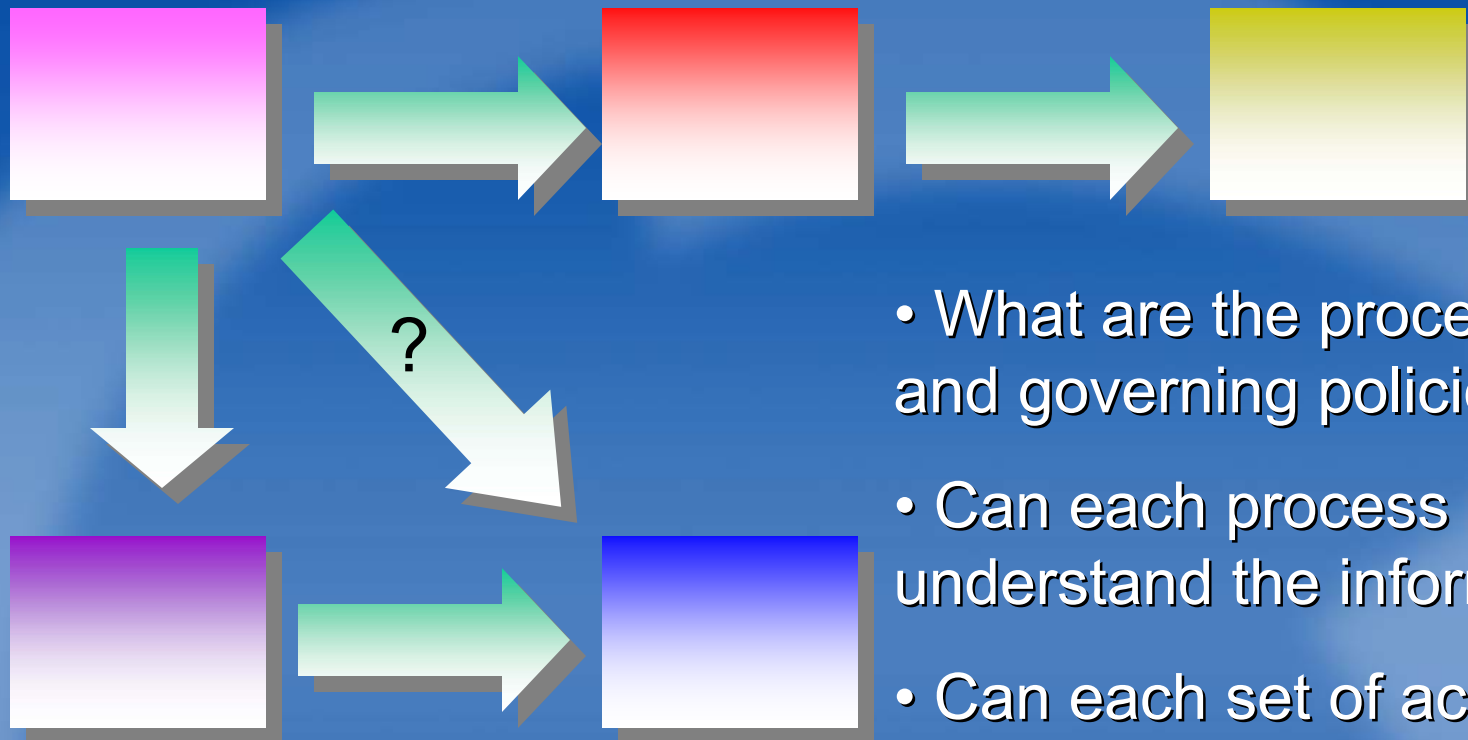 ?
• What are the proce
and governing polici
• Can each process
understand the infor
• Can each set of ac